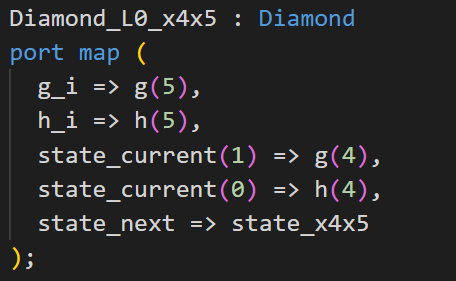 Diamond_L0_x4x5 : Diamond
port map (
  g_i => g(5),
  h_i => h(5),
  state_current(1) => g(4),
  state_current(0) => h(4),
  state_next => state_x4x5
);